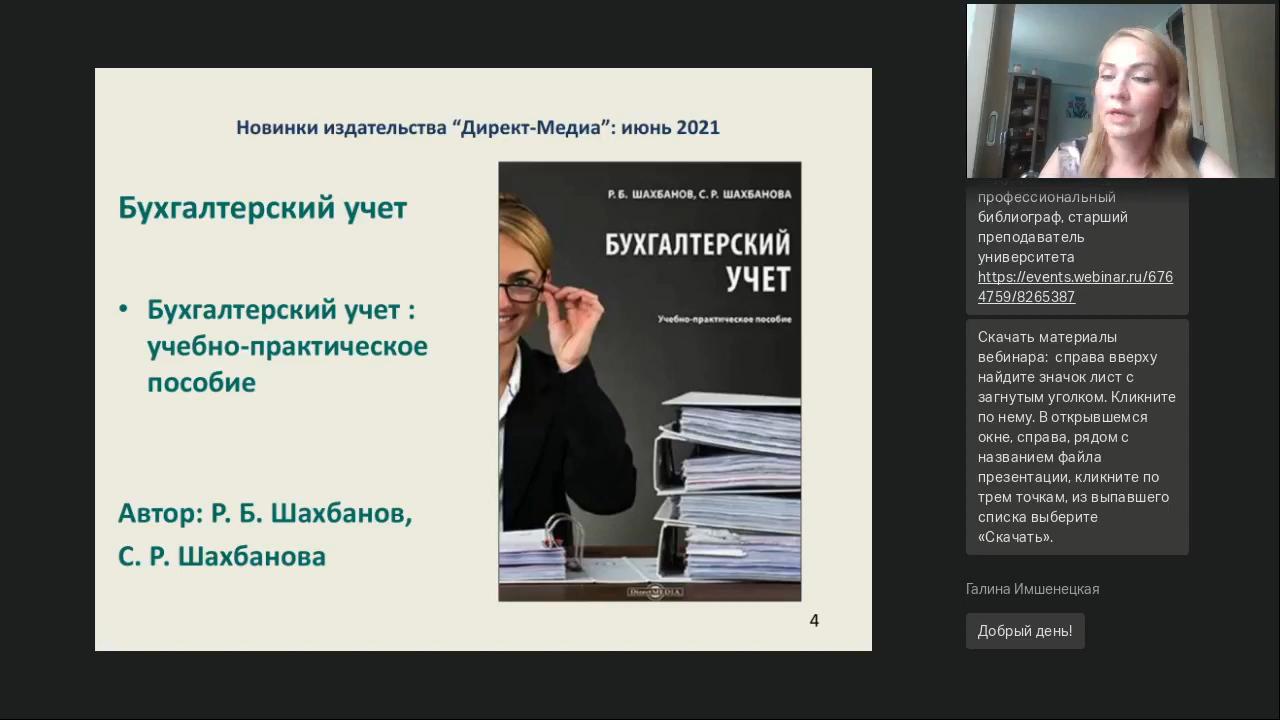 Новинки издательства “Директ-Медиа”: июнь 2021
Бухгалтерский учет
• Бухгалтерский учет :
учебно-практическое
пособие
Автор: Р. Б. Шахбанов,
С. Р. Шахбанова
Р. Б. ШАХБАНОВ, С. Р. ШАХБАНОВА
БУХГАЛТЕРСКИЙ
УЧЕТ
Учебно-практическое пособие
DirectMEDIA
4
профессиональный
библиограф, старший
преподаватель
университета
https://events.webinar.ru/676
4759/8265387
Скачать материалы
вебинара:  справа вверху
найдите значок лист с
загнутым уголком. Кликните
по нему. В открывшемся
окне, справа, рядом с
названием файла
презентации, кликните по
трем точкам, из выпавшего
списка выберите
«Скачать».
Галина Имшенецкая
Добрый день!